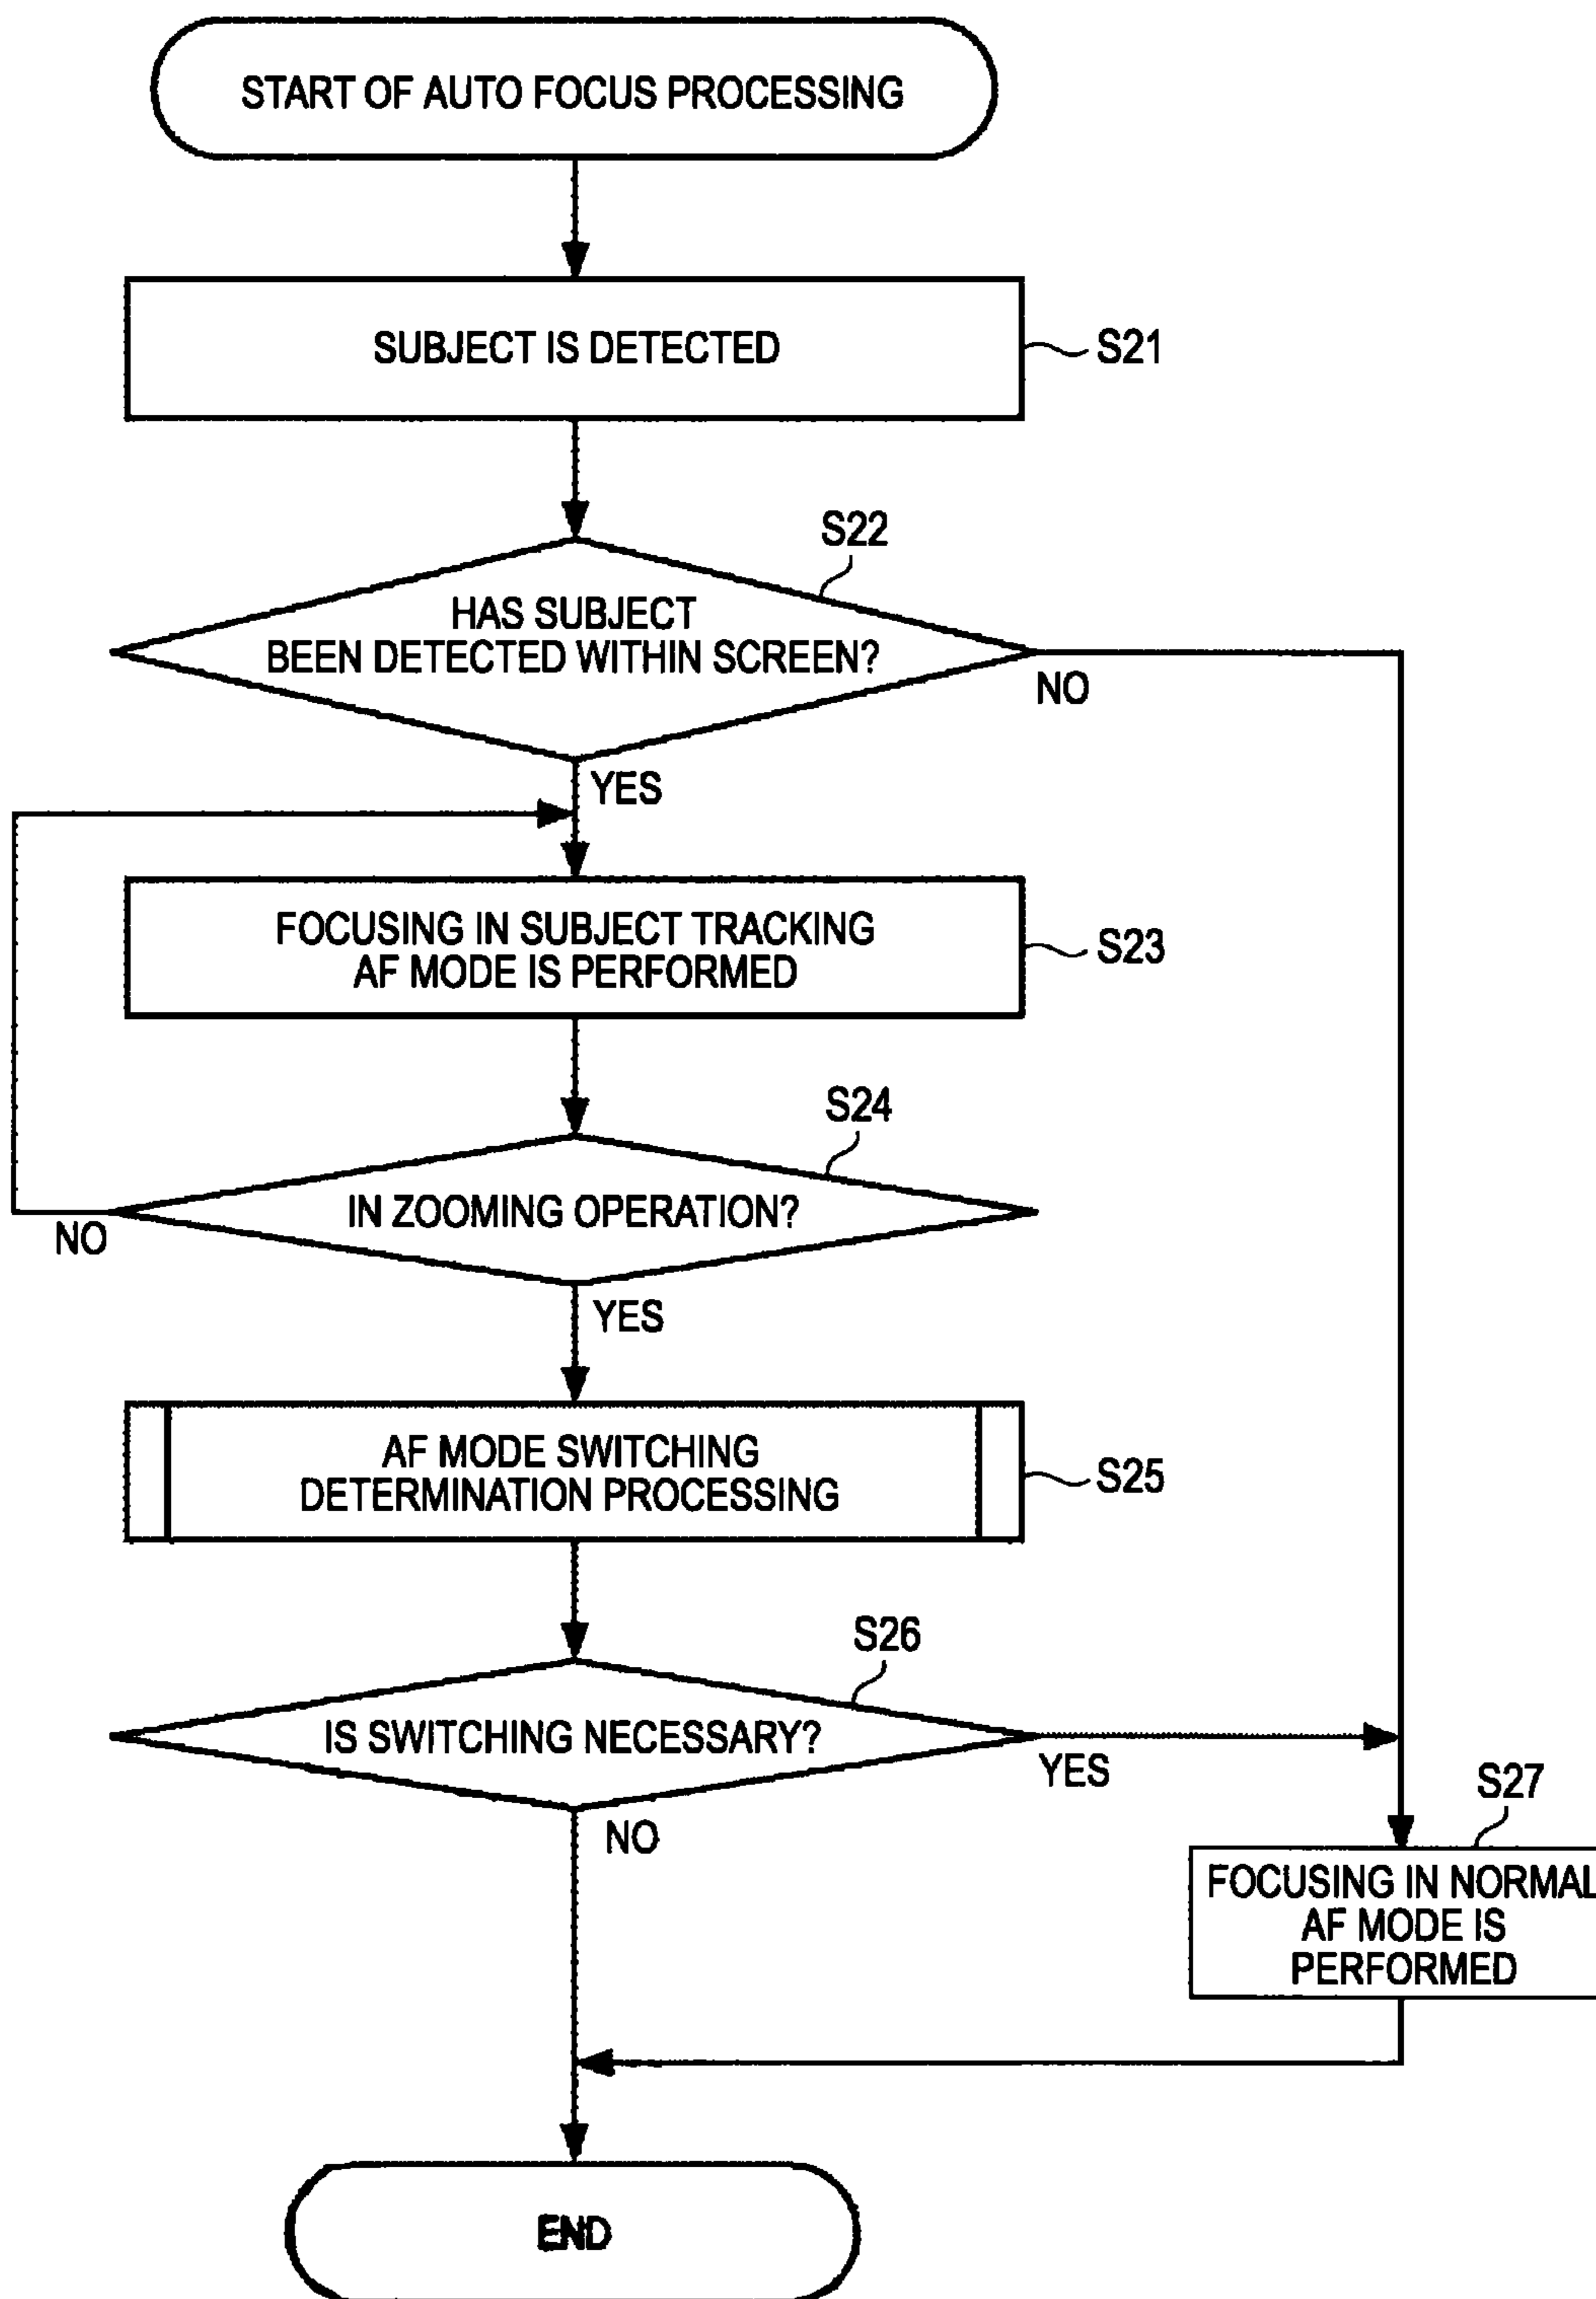 START OF AUTO FOCUS PROCESSING
SUBJECT IS DETECTED
S21
S22
HAS SUBJECT
BEEN DETECTED WITHIN SCREEN?
NO
YES
FOCUSING IN SUBJECT TRACKING
AF MODE IS PERFORMED
S23
S24
IN ZOOMING OPERATION?
NO
YES
AF MODE SWITCHING
DETERMINATION PROCESSING
S25
S26
IS SWITCHING NECESSARY?
YES
NO
S27
FOCUSING IN NORMAL
AF MODE IS
PERFORMED
END